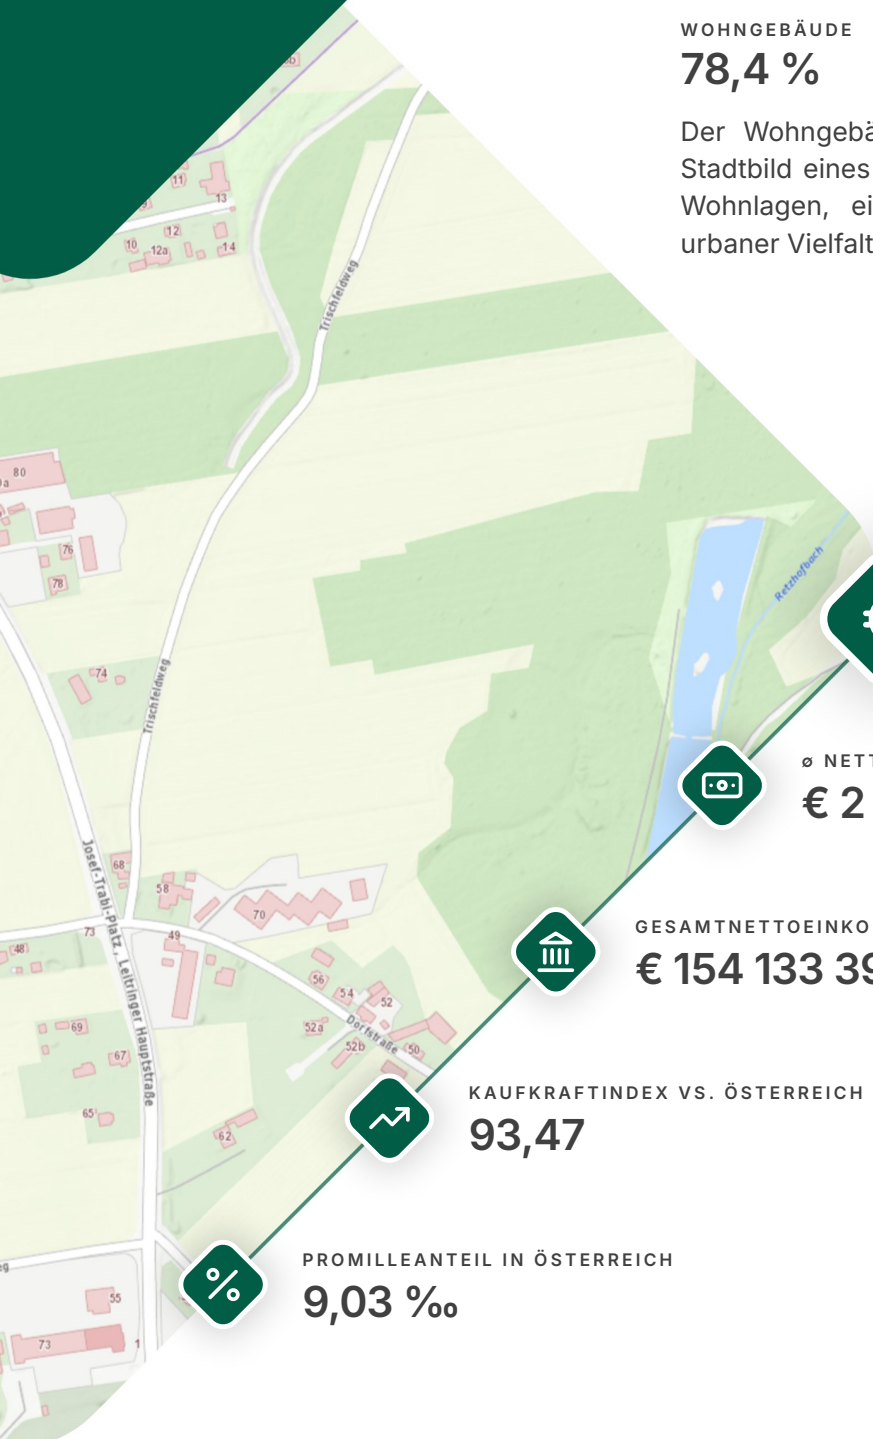 WOHNGEBÄUDE
78,4 %
Der Wohngebä
Stadtbild eines
Wohnlagen, ei
urbaner Vielfalt
11
13
10
12
12a
14
Trischfeldweg
80
76
78
Retzhofbach
74
Trischfeldweg
ø NETT
€ 2
68
58
70
Josef-Trabi-Platz, Leitringer Hauptstraße
73
49
48
GESAMTNETTOEINKO
€ 154 133 39
56
54
52
52a
Dorfstraße
52b
50
69
67
65
62
KAUFKRAFTINDEX VS. ÖSTERREICH
93,47
PROMILLEANTEIL IN ÖSTERREICH
9,03 ‰
55
73
1